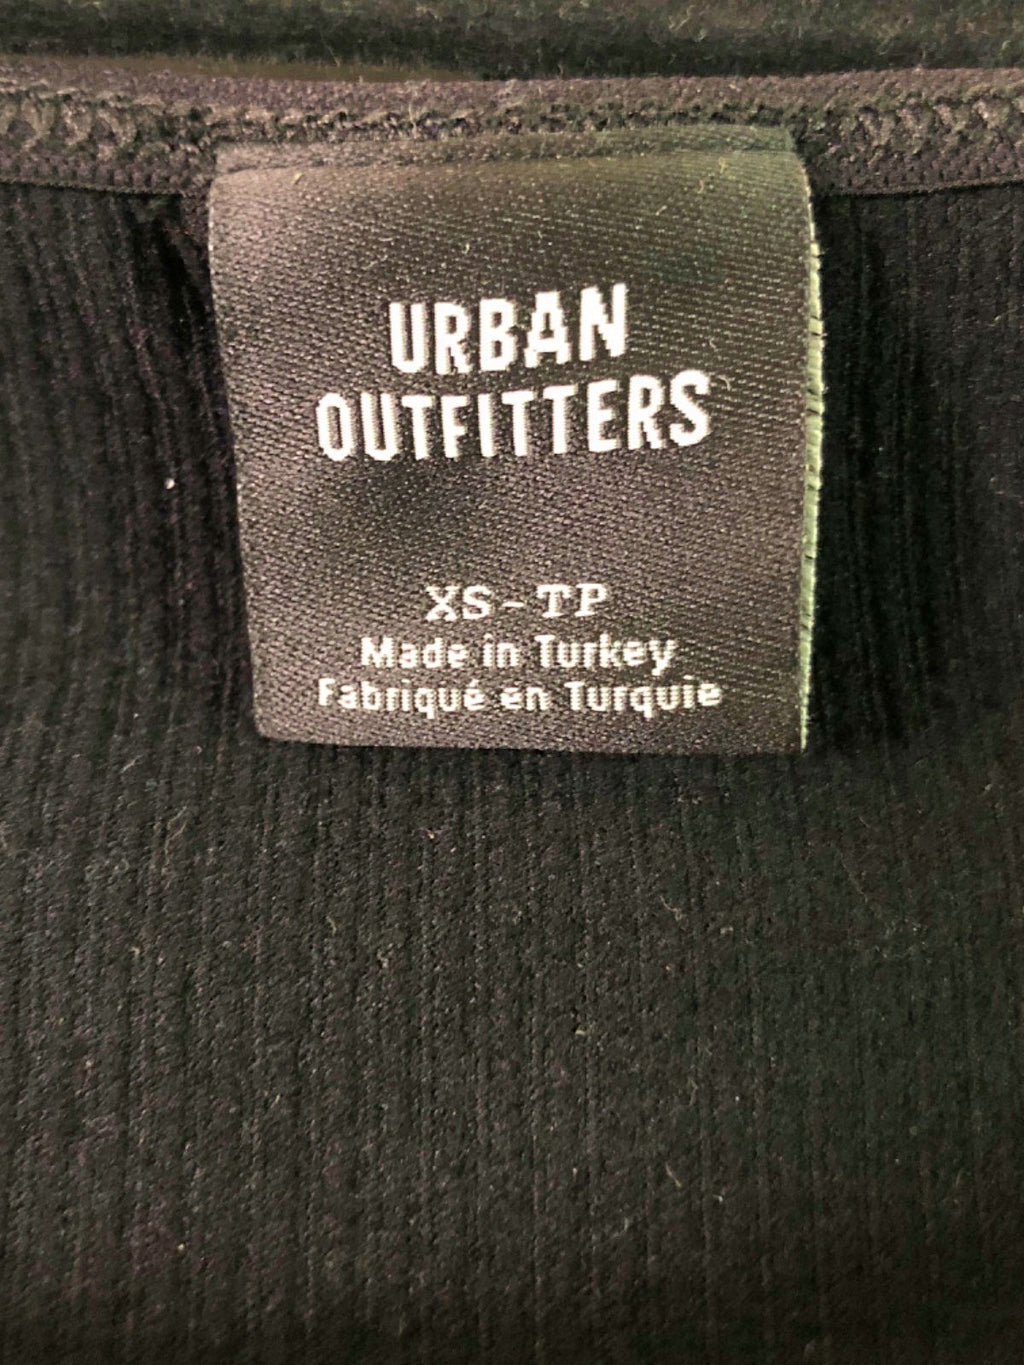 URBAN
OUTFITTERS
XS-TP
Made in Turkey
Fabriqué en Turquie